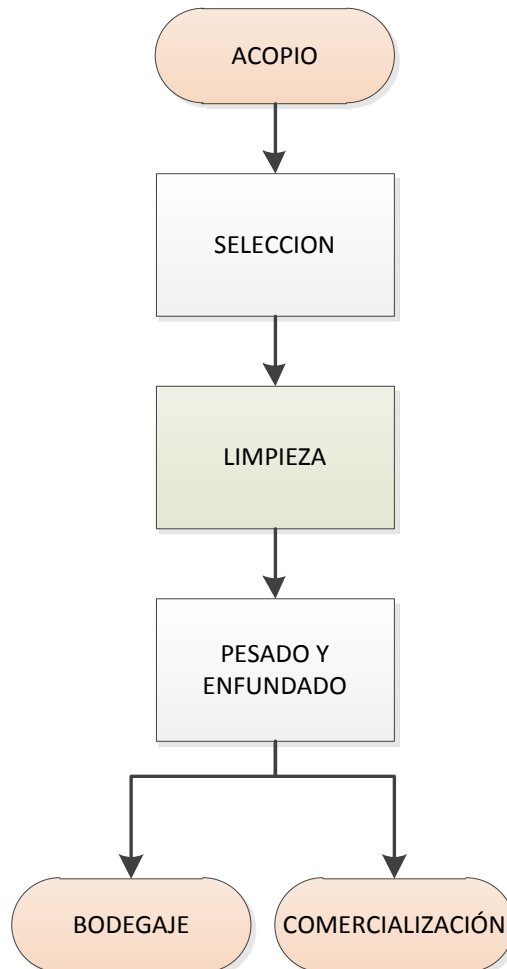 ACOPIO
SELECCION
LIMPIEZA
PESADO Y
ENFUNDADO
BODEGAJE
COMERCIALIZACIÓN